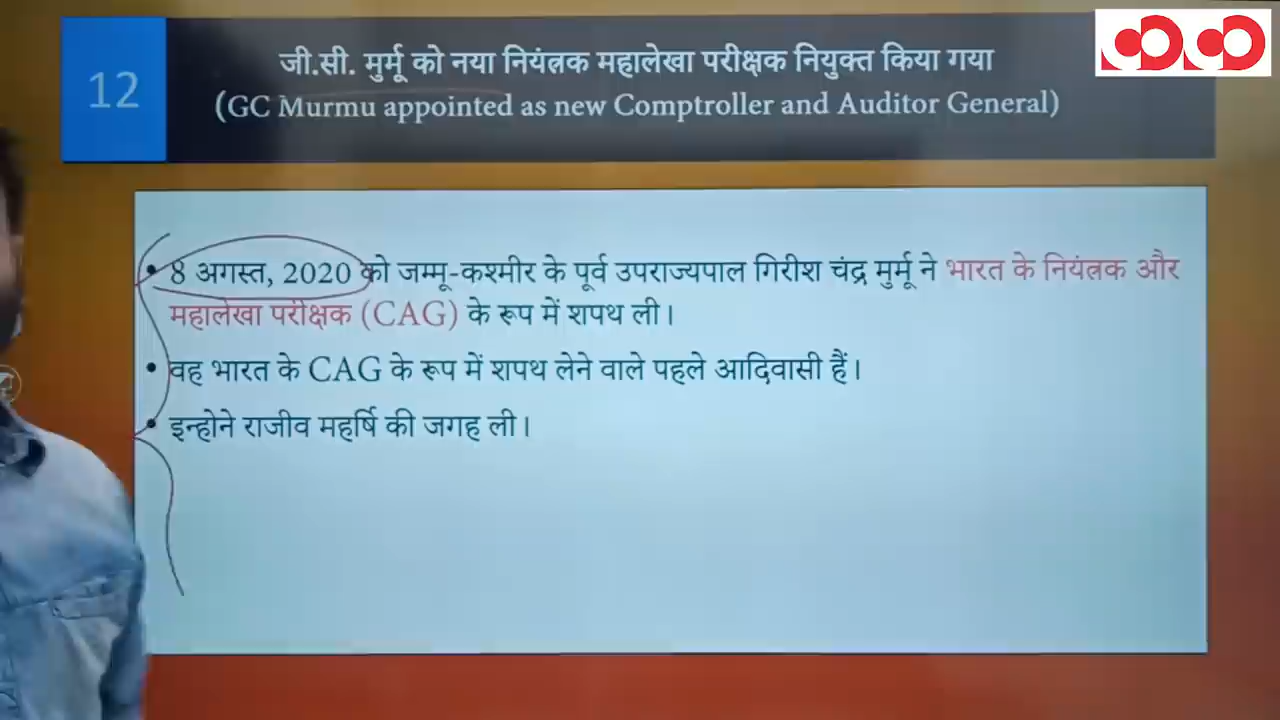 12
जी.सी. मुर्मू को नया नियंत्रक महालेखा परीक्षक नियुक्त किया गया
(GC Murmu appointed as new Comptroller and Auditor General)
• 8 अगस्त, 2020 को जम्मू-कश्मीर के पूर्व उपराज्यपाल गिरीश चंद्र मुर्मू ने भारत के नियंत्रक और
महालेखा परीक्षक (CAG) के रूप में शपथ ली।
• वह भारत के CAG के रूप में शपथ लेने वाले पहले आदिवासी हैं।
• इन्होने राजीव महर्षि की जगह ली।